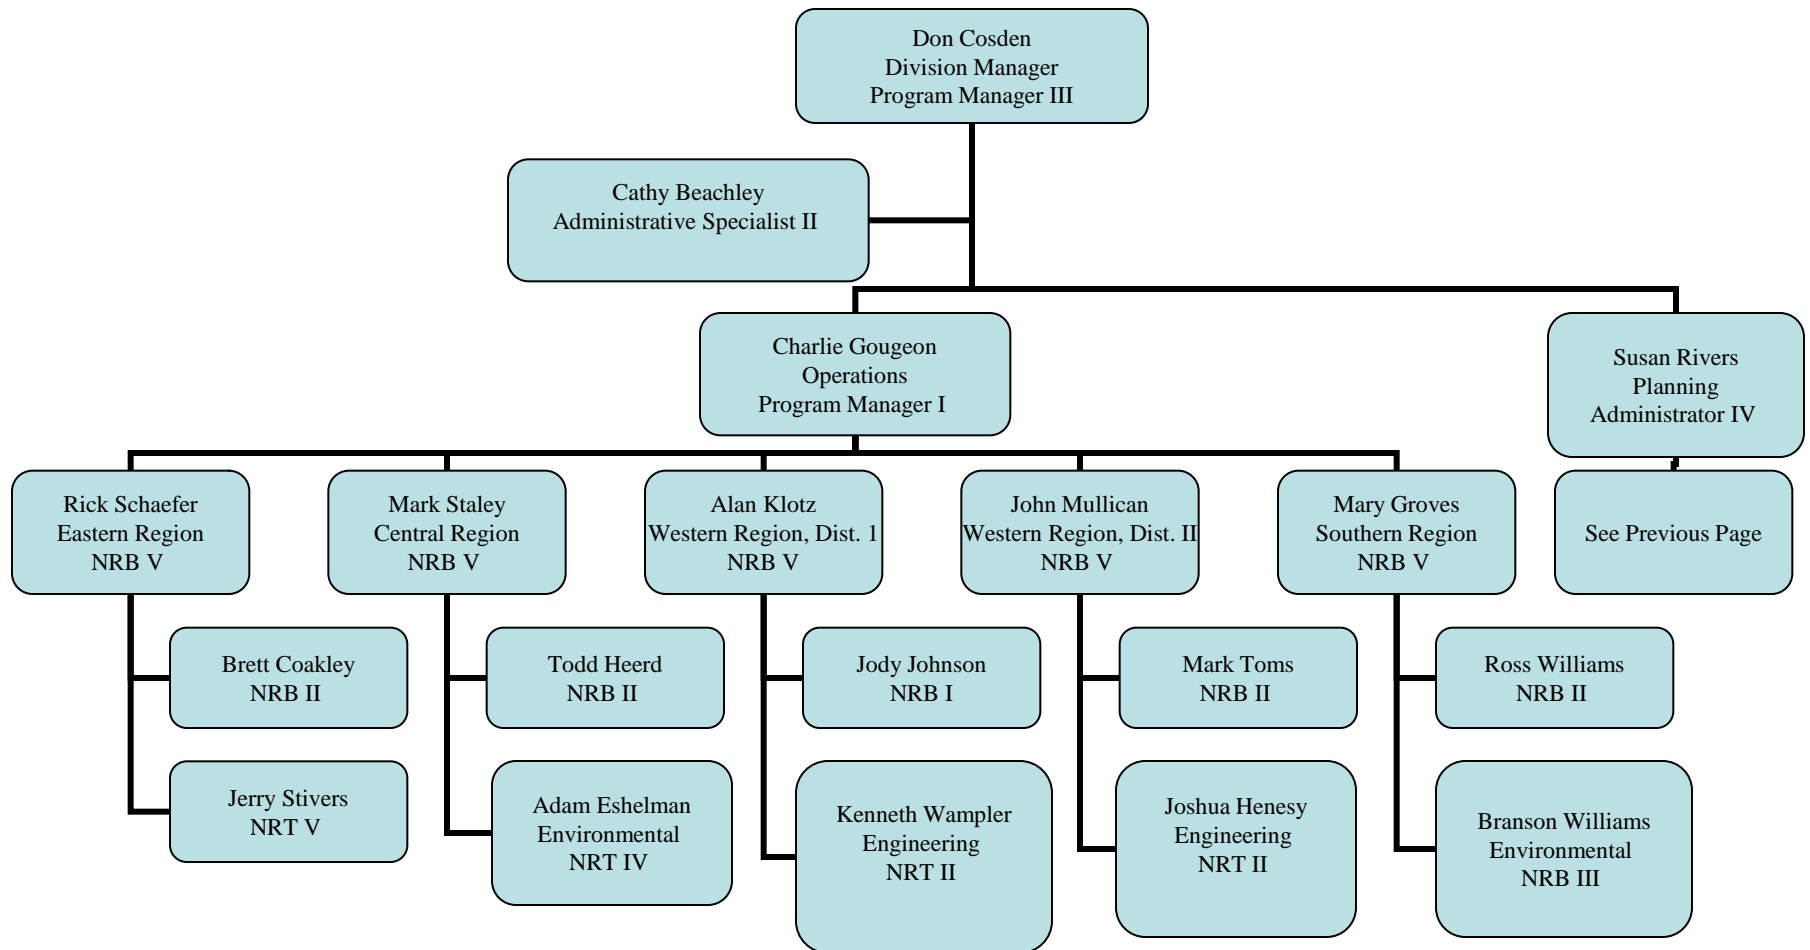 Don Cosden
Division Manager
Program Manager III
Cathy Beachley
Administrative Specialist II
Charlie Gougeon
Operations
Program Manager I
Susan Rivers
Planning
Administrator IV
Rick Schaefer
Eastern Region
NRB V
Mark Staley
Central Region
NRB V
Alan Klotz
Western Region, Dist. 1
NRB V
John Mullican
Western Region, Dist. II
NRB V
Mary Groves
Southern Region
NRB V
See Previous Page
Brett Coakley
NRB II
Todd Heerd
NRB II
Jody Johnson
NRB I
Mark Toms
NRB II
Ross Williams
NRB II
Jerry Stivers
NRT V
Adam Eshelman
Environmental
NRT IV
Kenneth Wampler
Engineering
NRT II
Joshua Henesy
Engineering
NRT II
Branson Williams
Environmental
NRB III